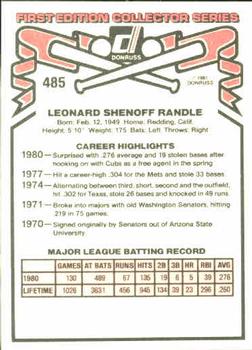 FIRST EDITION COLLECTOR SERIES
485
DONRUSS
© 1981
DONRUSS
LEONARD SHENOFF RANDLE
Born: Feb. 12, 1949 Home: Redding, Calif.
Height: 5'10" Weight: 175 Bats: Left Throws: Right
CAREER HIGHLIGHTS
1980—Surprised with .276 average and 19 stolen bases after
hooking on with Cubs as a free agent in the spring
1977—Hit a career-high .304 for the Mets and stole 33 bases
1974—Alternating between third, second and the outfield,
hit .302 for Texas, stole 26 bases and knocked in 49 runs
1971—Broke into majors with old Washington Senators, hitting
.219 in 75 games
1970—Signed originally by Senators out of Arizona State
University
MAJOR LEAGUE BATTING RECORD
GAMES AT BATS RUNS HITS 2B 3B HR RBI AVE
1980 130 489 67 135 19 6 5 39 276
LIFETIME 1026 3631 456 945 39 23 296 .260